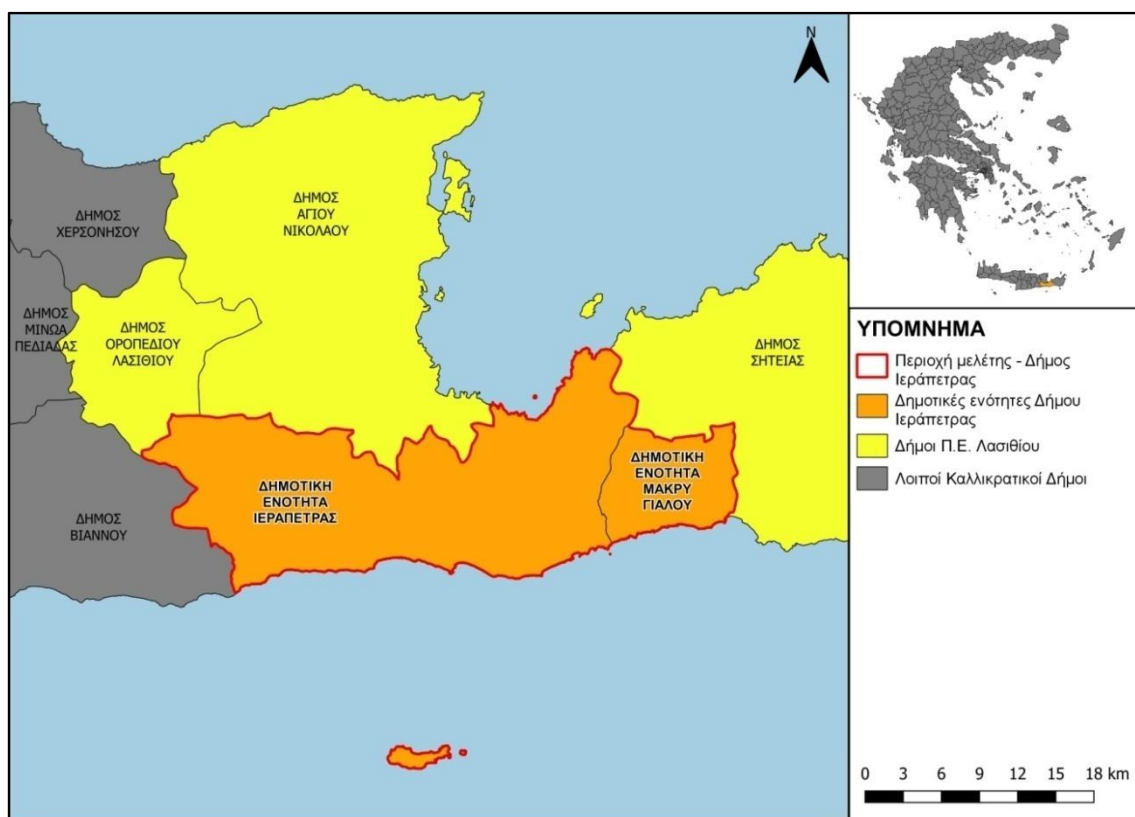 N
ΔΗΜΟΣ
ΧΕΡΣΟΝΗΣΟΥ
ΔΗΜΟΣ
ΑΓΙΟΥ
ΝΙΚΟΛΑΟΥ
ΔΗΜΟΣ
ΜΙΝΩΑ
ΠΕΔΙΑΔΑΣ
ΔΗΜΟΣ
ΟΡΟΠΕΔΙΟΥ
ΛΑΣΙΘΙΟΥ
ΔΗΜΟΣ
ΣΗΤΕΙΑΣ
ΔΗΜΟΣ
ΒΙΑΝΝΟΥ
ΔΗΜΟΤΙΚΗ
ΕΝΟΤΗΤΑ
ΙΕΡΑΠΕΤΡΑΣ
ΔΗΜΟΤΙΚΗ
ΕΝΟΤΗΤΑ
ΜΑΚΡΥ
ΓΙΑΛΟΥ
ΥΠΟΜΝΗΜΑ
Περιοχή μελέτης - Δήμος
Ιεράπετρας
Δημοτικές ενότητες Δήμου
Ιεράπετρας
Δήμοι Π.Ε. Λασιθίου
Λοιποί Καλλικρατικοί Δήμοι
0 3 6 9 12 15 18 km